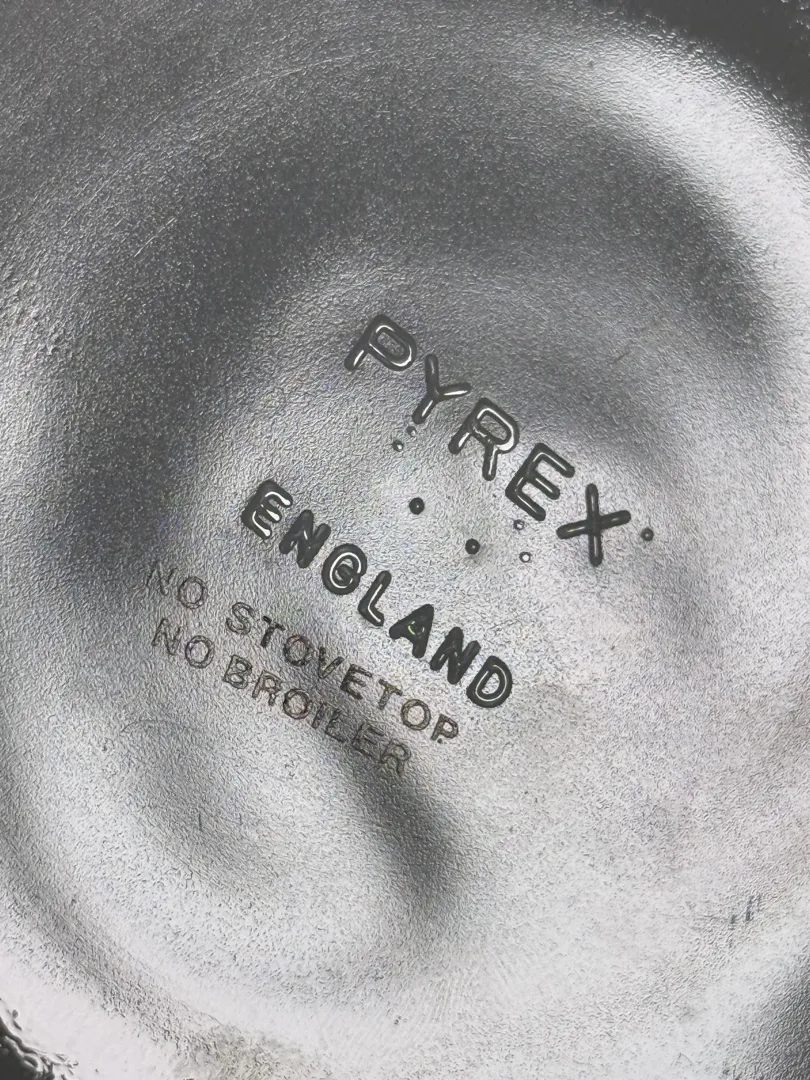 PYREX
ENGLAND
NO STOVETOP
NO BROILER